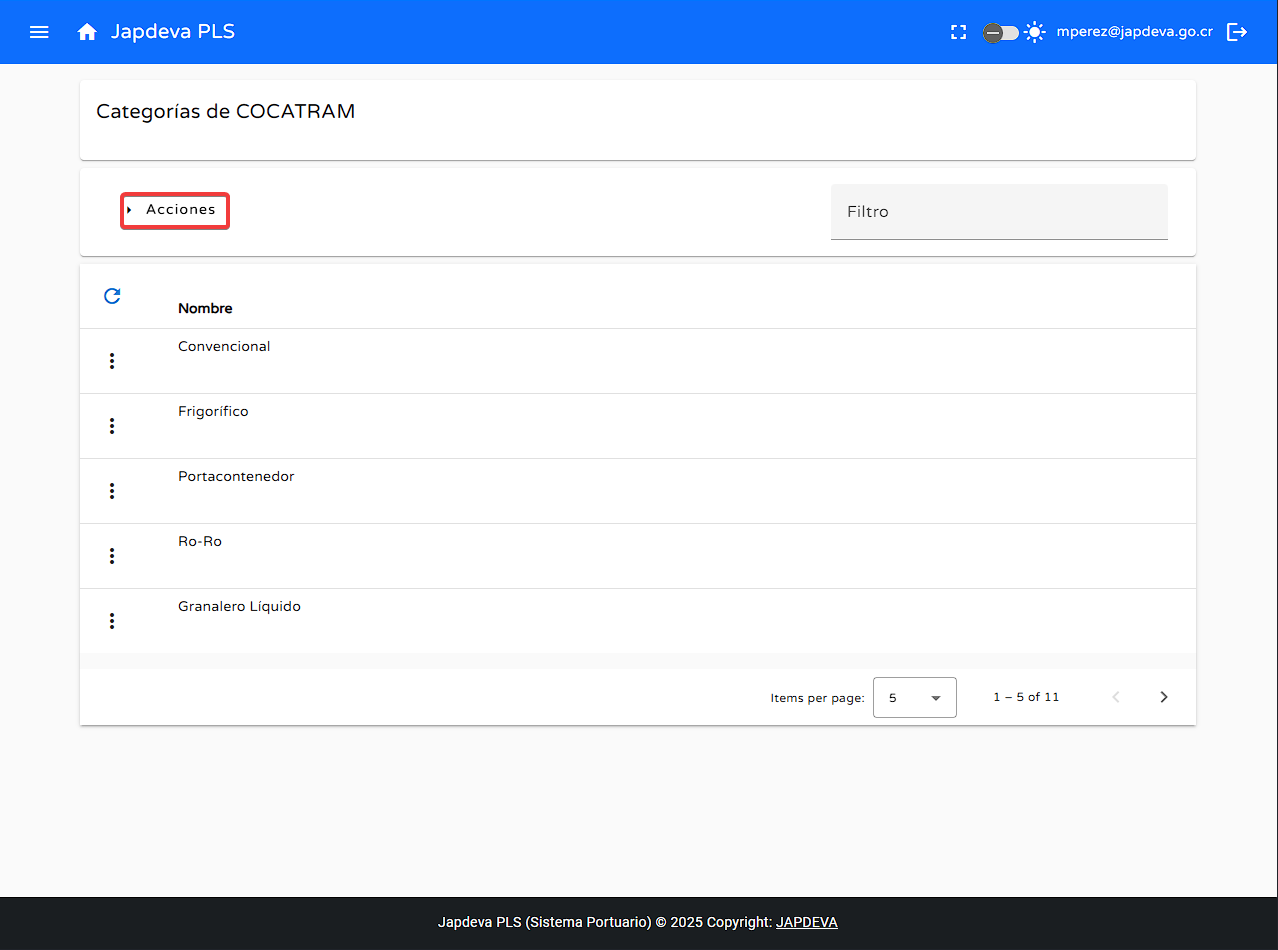 Japdeva PLS
mperez@japdeva.go.cr
Categorías de COCATRAM
Acciones
Filtro
Nombre
Convencional
Frigorífico
Portacontenedor
Ro-Ro
Granalero Líquido
Items per page: 5 1 – 5 of 11
Japdeva PLS (Sistema Portuario) © 2025 Copyright: JAPDEVA